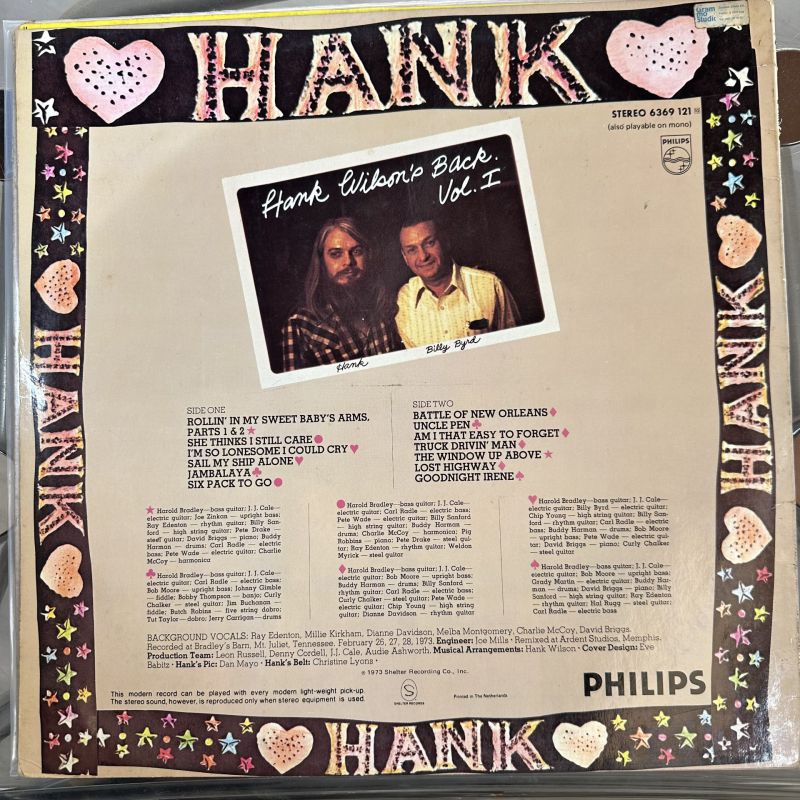 HANK
STEREO 6369 121
(also playable on mono)
PHILIPS
Hank Wilson's Back.
Vol. I
Hank
Billy Byrd
SIDE ONE
ROLLIN' IN MY SWEET BABY'S ARMS,
PARTS 1 & 2 ★
SHE THINKS I STILL CARE ●
I'M SO LONESOME I COULD CRY ♥
SAIL MY SHIP ALONE ♥
JAMBALAYA ♣
SIX PACK TO GO ●
SIDE TWO
BATTLE OF NEW ORLEANS ♦
UNCLE PEN ♣
AM I THAT EASY TO FORGET ♦
TRUCK DRIVIN' MAN ♦
THE WINDOW UP ABOVE ★
LOST HIGHWAY ♦
GOODNIGHT IRENE ♠
★ Harold Bradley—bass guitar; J. J. Cale—
electric guitar; Joe Zinkan — upright bass;
Ray Edenton — rhythm guitar; Billy San-
ford — high string guitar; Pete Drake —
steel guitar; David Briggs — piano; Buddy
Harman — drums; Carl Radle — electric
bass; Pete Wade — electric guitar; Charlie
McCoy — harmonica
♣ Harold Bradley—bass guitar; J. J. Cale—
electric guitar; Carl Radle — electric bass;
Bob Moore — upright bass; Johnny Gimble
— fiddle; Bobby Thompson — banjo; Curly
Chalker — steel guitar; Jim Buchanan —
fiddle; Butch Robins — five string dobro;
Tut Taylor — dobro; Jerry Carrigan — drums
● Harold Bradley—bass guitar; J. J. Cale—
electric guitar; Carl Radle — electric bass;
Pete Wade — electric guitar; Billy Sanford
— high string guitar; Buddy Harman —
drums; Charlie McCoy — harmonica; Pig
Robbins — piano; Pete Drake — steel gui-
tar; Ray Edenton — rhythm guitar; Weldon
Myrick — steel guitar
♦ Harold Bradley—bass guitar; J. J. Cale—
electric guitar; Bob Moore — upright bass;
Buddy Harman — drums; Billy Sanford —
rhythm guitar; Carl Radle — electric bass;
Curly Chalker — steel guitar; Pete Wade —
electric guitar; Chip Young — high string
guitar; Dianne Davidson — rhythm guitar
♥ Harold Bradley—bass guitar; J. J. Cale—
electric guitar; Billy Byrd — electric guitar;
Chip Young — high string guitar; Billy San-
ford — rhythm guitar; Carl Radle — electric
bass; Buddy Harman — drums; Bob Moore
— upright bass; Pete Wade — electric gui-
tar; David Briggs — piano; Curly Chalker
— steel guitar
♠ Harold Bradley—bass guitar; J. J. Cale—
electric guitar; Bob Moore — upright bass;
Grady Martin — electric guitar; Buddy Har-
man — drums; David Briggs — piano; Billy
Sanford — high string guitar; Ray Edenton
— rhythm guitar; Hal Rugg — steel guitar;
Carl Radle — electric bass
BACKGROUND VOCALS: Ray Edenton, Millie Kirkham, Dianne Davidson, Melba Montgomery, Charlie McCoy, David Briggs.
Recorded at Bradley's Barn, Mt. Juliet, Tennessee. February 26, 27, 28, 1973. Engineer: Joe Mills • Remixed at Ardent Studios, Memphis.
Production Team: Leon Russell, Denny Cordell, J.J. Cale, Audie Ashworth. Musical Arrangements: Hank Wilson • Cover Design: Eve
Babitz • Hank's Pic: Dan Mayo • Hank's Belt: Christine Lyons •
© 1973 Shelter Recording Co., Inc.
This modern record can be played with every modern light-weight pick-up.
The stereo sound, however, is reproduced only when stereo equipment is used.
S
SHELTER RECORDS
Printed in The Netherlands
PHILIPS
HANK
HANK
HANK